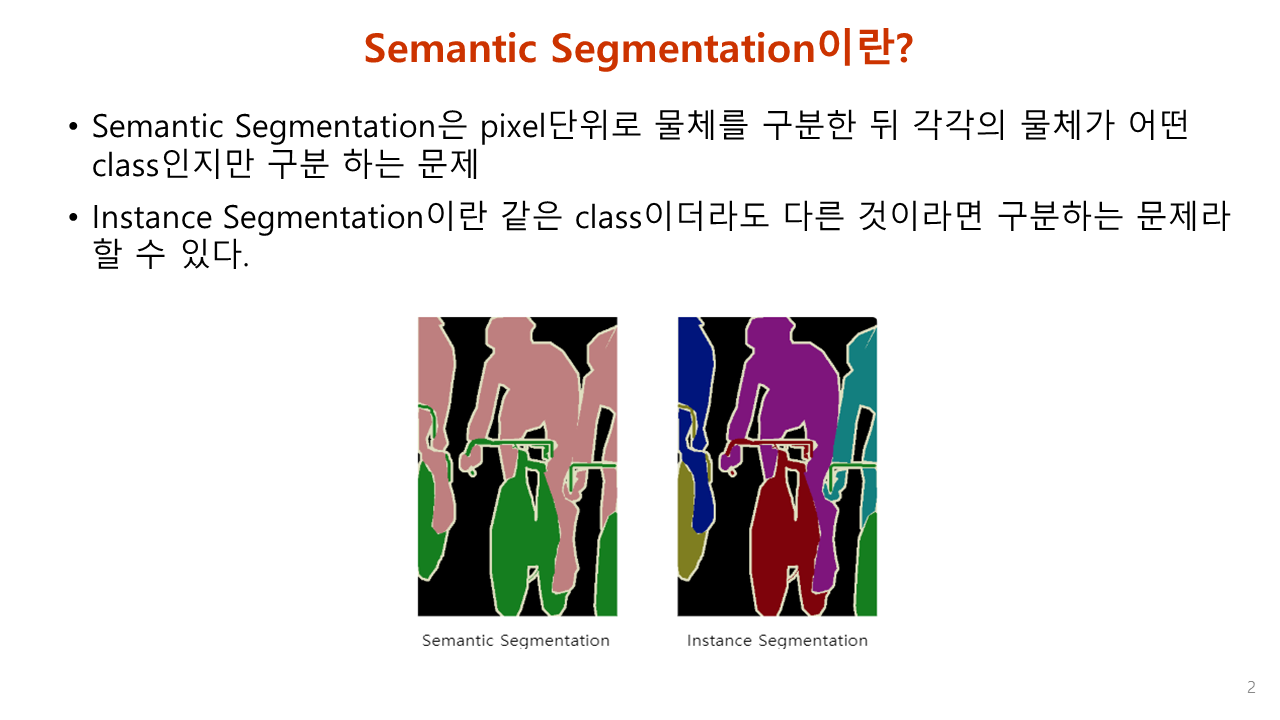 Semantic Segmentation이란?
• Semantic Segmentation은 pixel단위로 물체를 구분한 뒤 각각의 물체가 어떤
class인지만 구분 하는 문제
• Instance Segmentation이란 같은 class이더라도 다른 것이라면 구분하는 문제라
할 수 있다.
Semantic Segmentation
Instance Segmentation
2